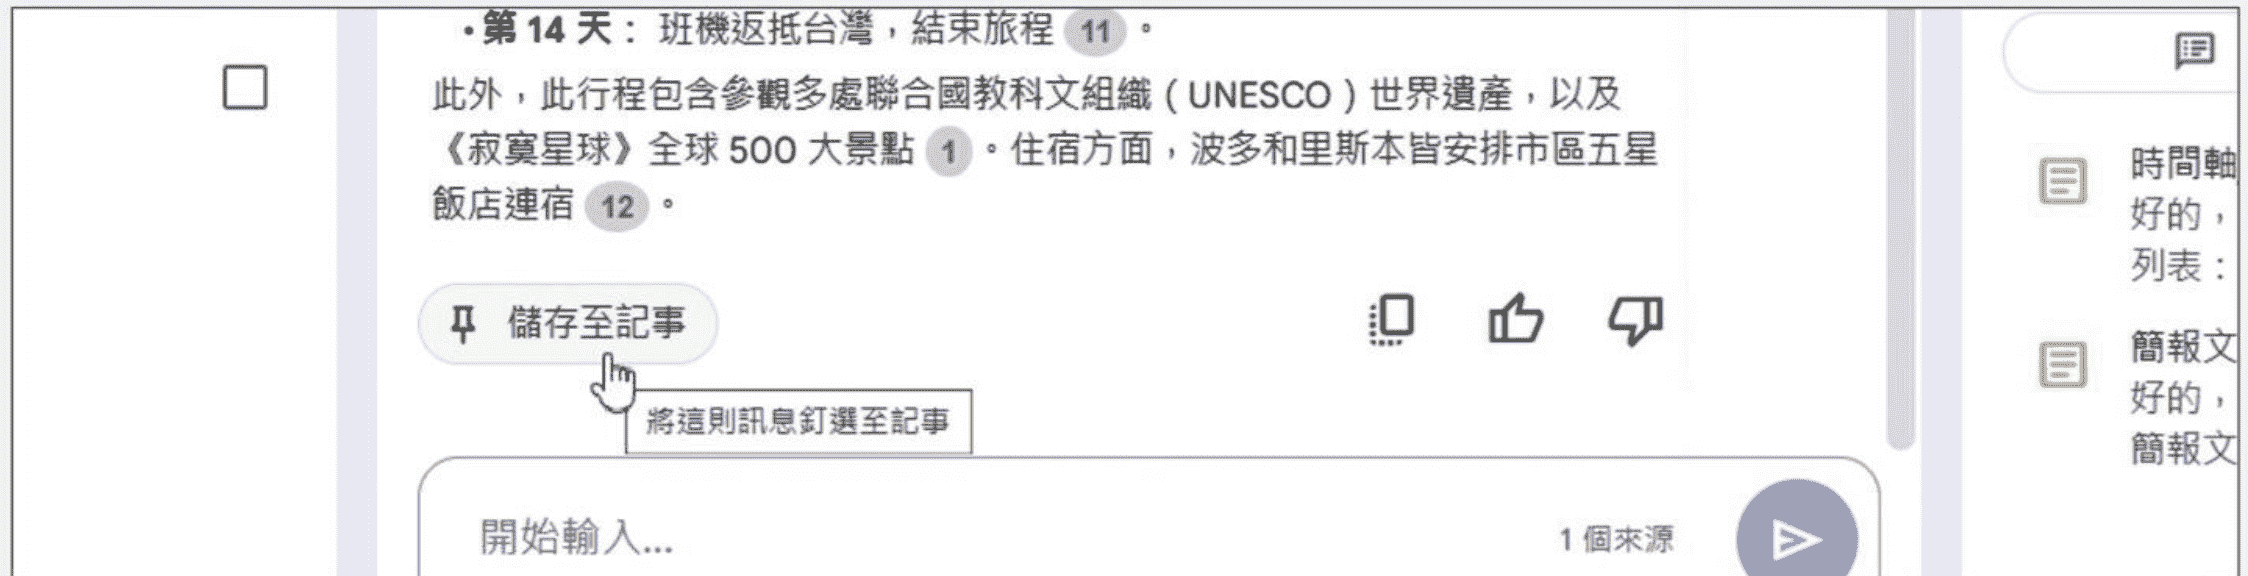 • 第 14 天： 班機返抵台灣，結束旅程 11 。
此外，此行程包含參觀多處聯合國教科文組織（UNESCO）世界遺產，以及
《寂寞星球》全球 500 大景點 1 。住宿方面，波多和里斯本皆安排市區五星
飯店連宿 12 。
儲存至記事
將這則訊息釘選至記事
開始輸入...
1 個來源
時間軸
好的，
列表：
簡報文
好的，
簡報文